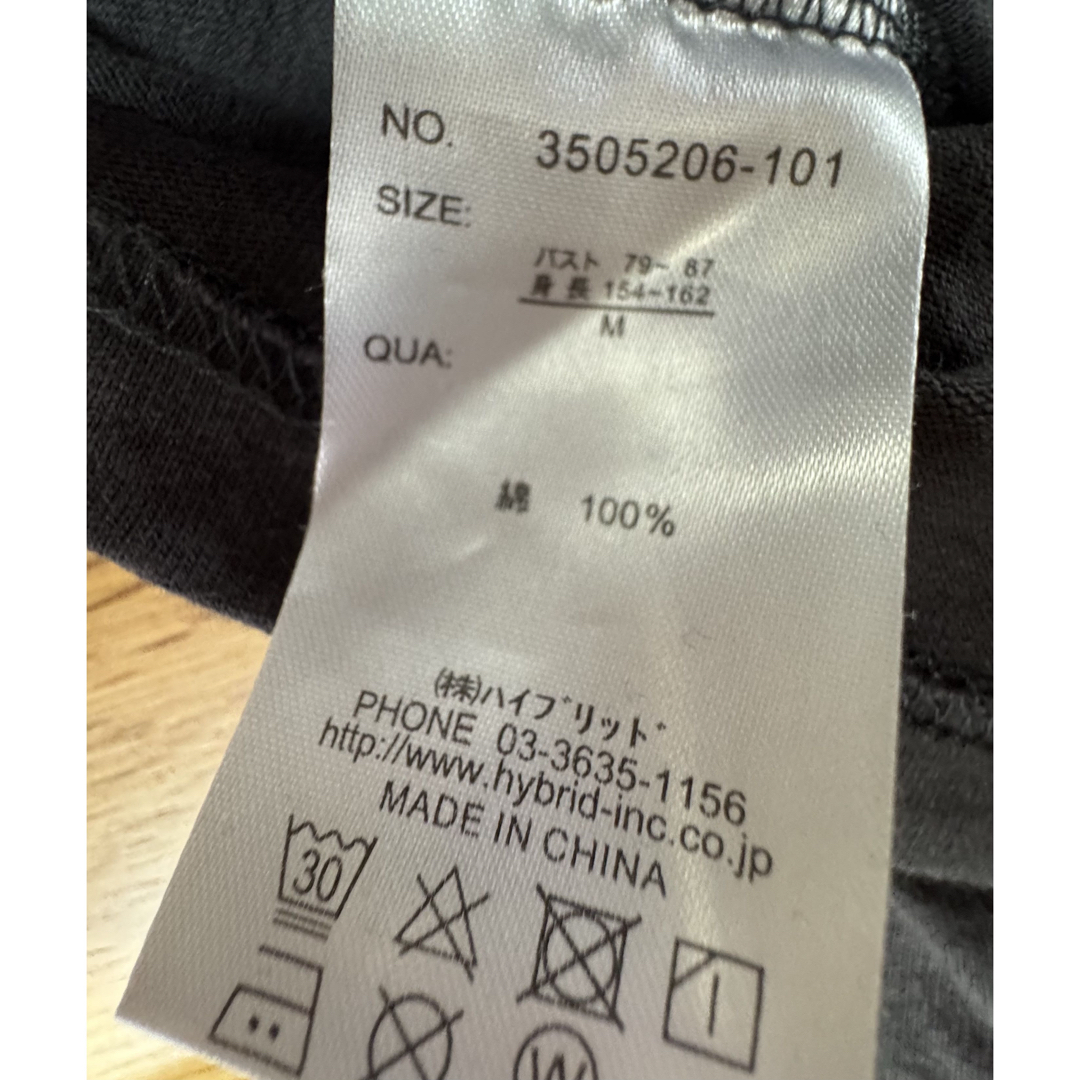 NO. 3505206-101
SIZE:
バスト 79- 87
身長 154-162
M
QUA:
綿 100%
㈱ハイブリッド
PHONE 03-3635-1156
http://www.hybrid-inc.co.jp
MADE IN CHINA
30
W